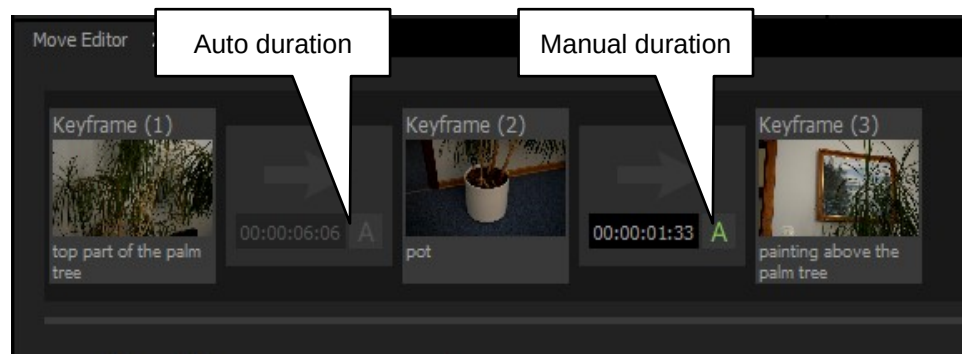 Move Editor
Auto duration
Manual duration
Keyframe (1)
Keyframe (2)
Keyframe (3)
00:00:06:06 A
00:00:01:33 A
top part of the palm
tree
pot
painting above the
palm tree